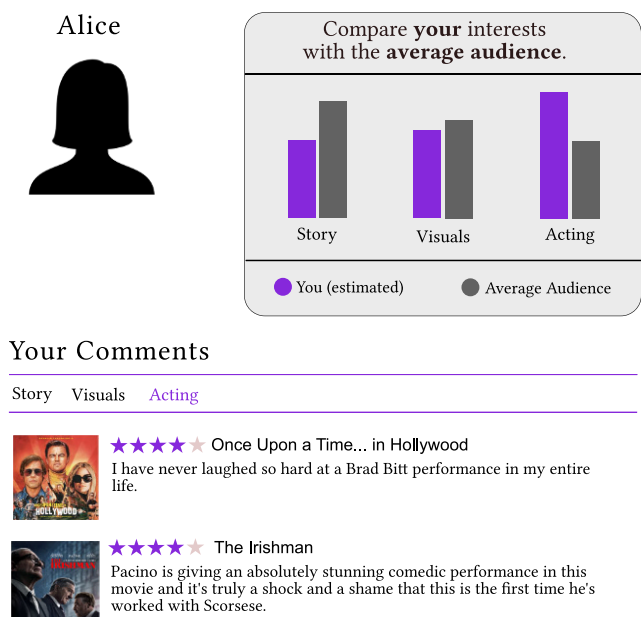 Alice
Compare your interests
with the average audience.
Story
Visuals
Acting
You (estimated)
Average Audience
Your Comments
Story Visuals Acting
Once Upon a Time... in Hollywood
I have never laughed so hard at a Brad Bitt performance in my entire
life.
HOLLYWOOD
The Irishman
Pacino is giving an absolutely stunning comedic performance in this
movie and it's truly a shock and a shame that this is the first time he's
worked with Scorsese.
IRISHMAN